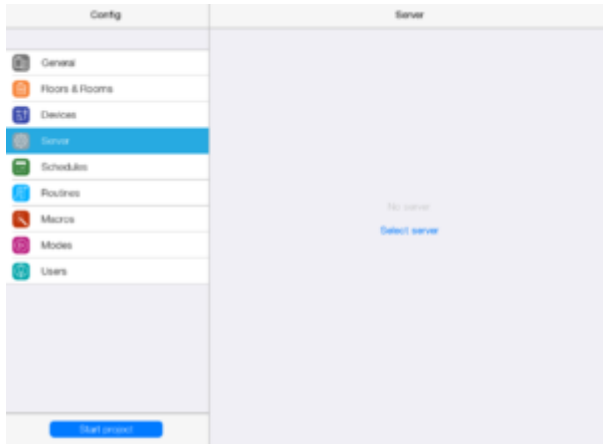 Config
Server
General
Floors & Rooms
Devices
Server
Schedules
Routines
Macros
Modes
Users
No server
Select server
Start project